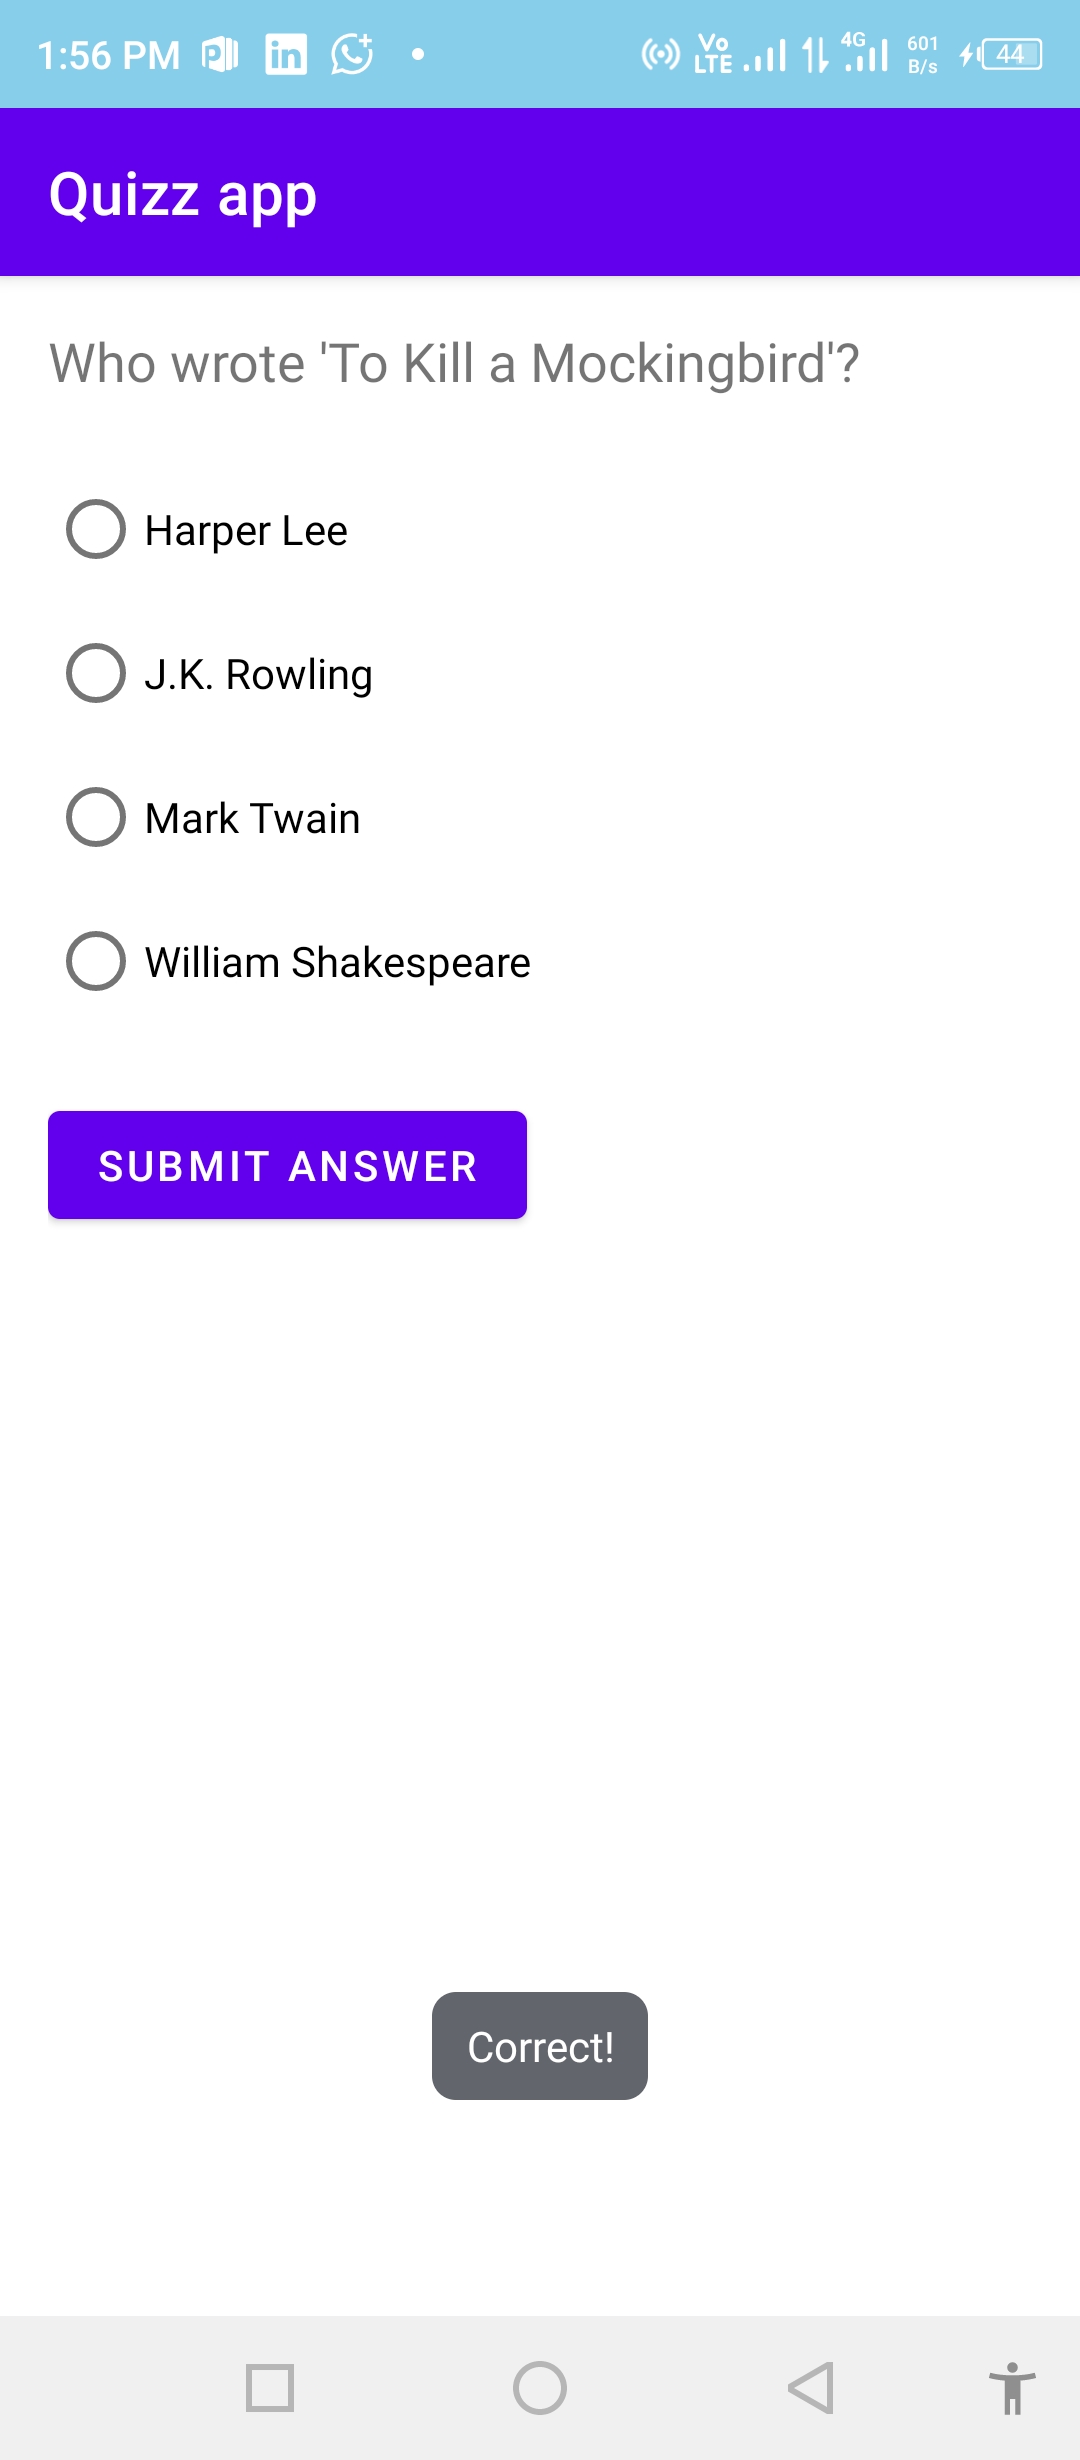 1:56 PM P in Vo LTE 4G 601 B/s 44
Quizz app
Who wrote 'To Kill a Mockingbird'?
Harper Lee
J.K. Rowling
Mark Twain
William Shakespeare
SUBMIT ANSWER
Correct!